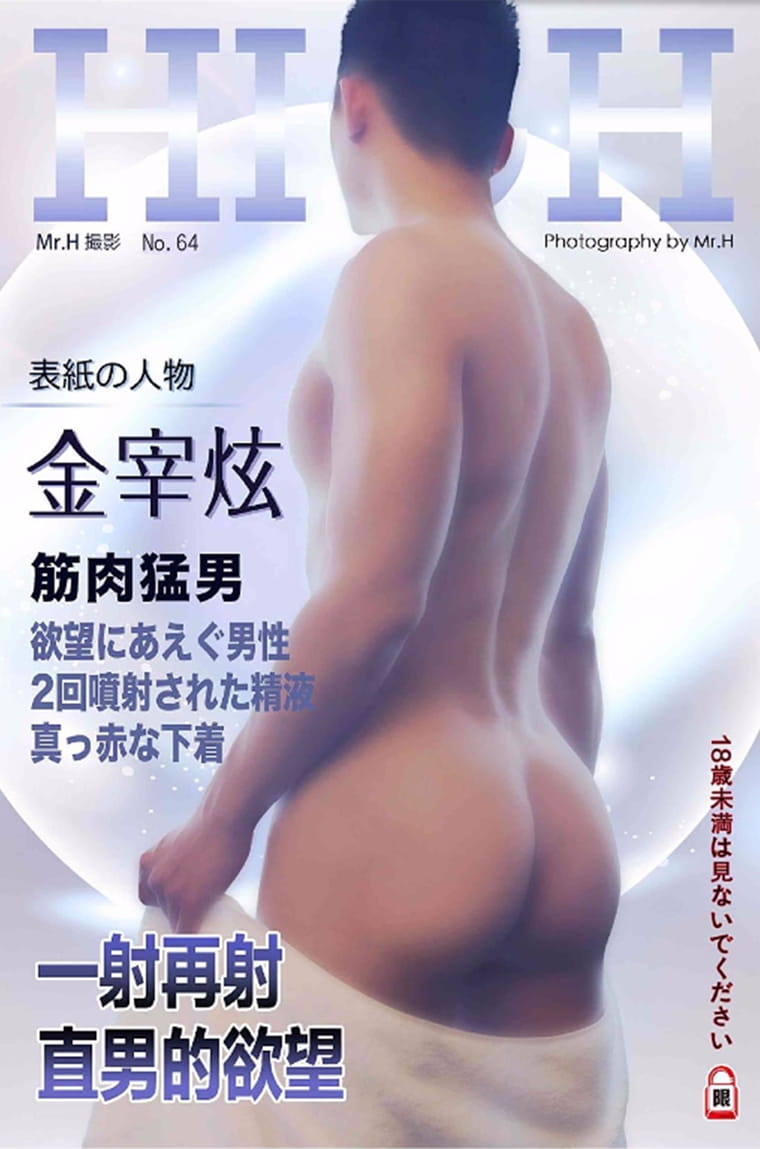 HIGH
Mr.H 撮影 No. 64
Photography by Mr.H
表紙の人物
金宰炫
筋肉猛男
欲望にあえぐ男性
2回噴射された精液
真っ赤な下着
18歳未満は見ないでください
限
一射再射
直男的欲望